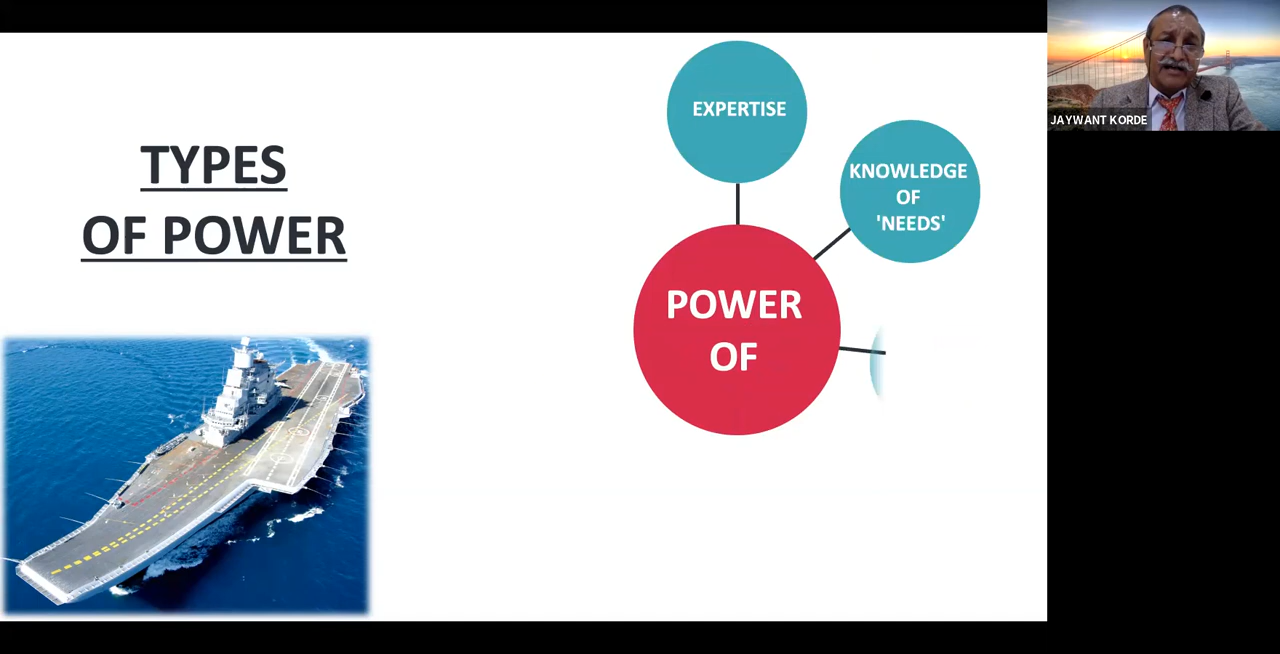 TYPES
OF POWER
EXPERTISE
KNOWLEDGE
OF
'NEEDS'
POWER
OF
JAYWANT KORDE